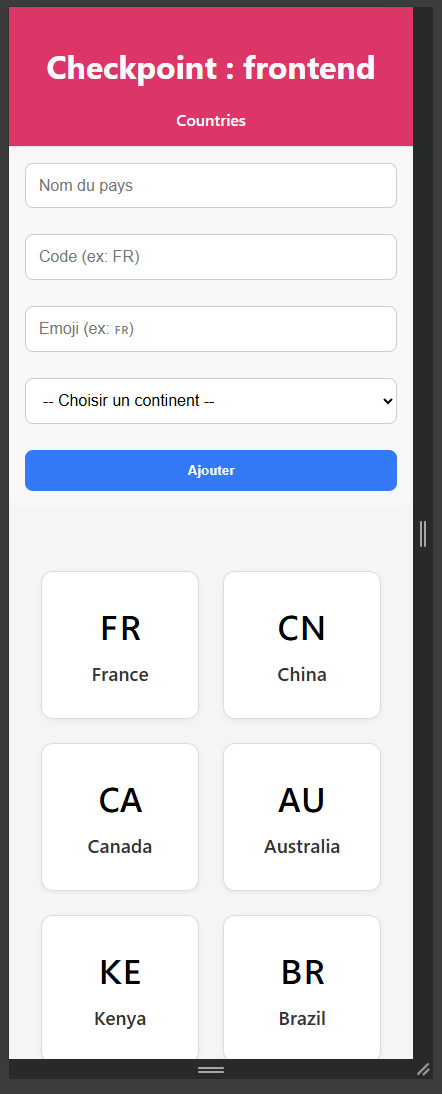 Checkpoint : frontend
Countries
Nom du pays
Code (ex: FR)
Emoji (ex: FR)
-- Choisir un continent --
Ajouter
FR
France
CN
China
CA
Canada
AU
Australia
KE
Kenya
BR
Brazil